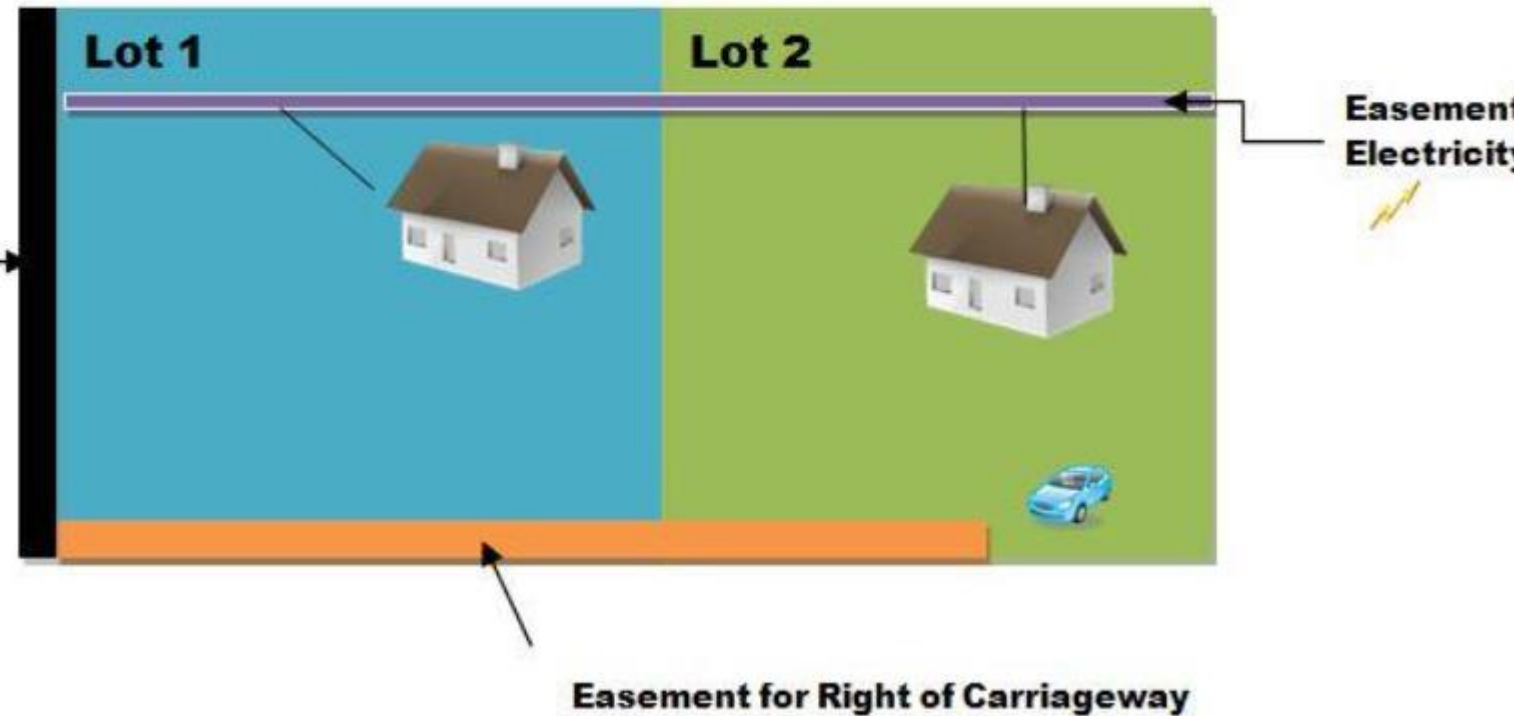 Lot 1
Lot 2
Easement
Electricity
Easement for Right of Carriageway